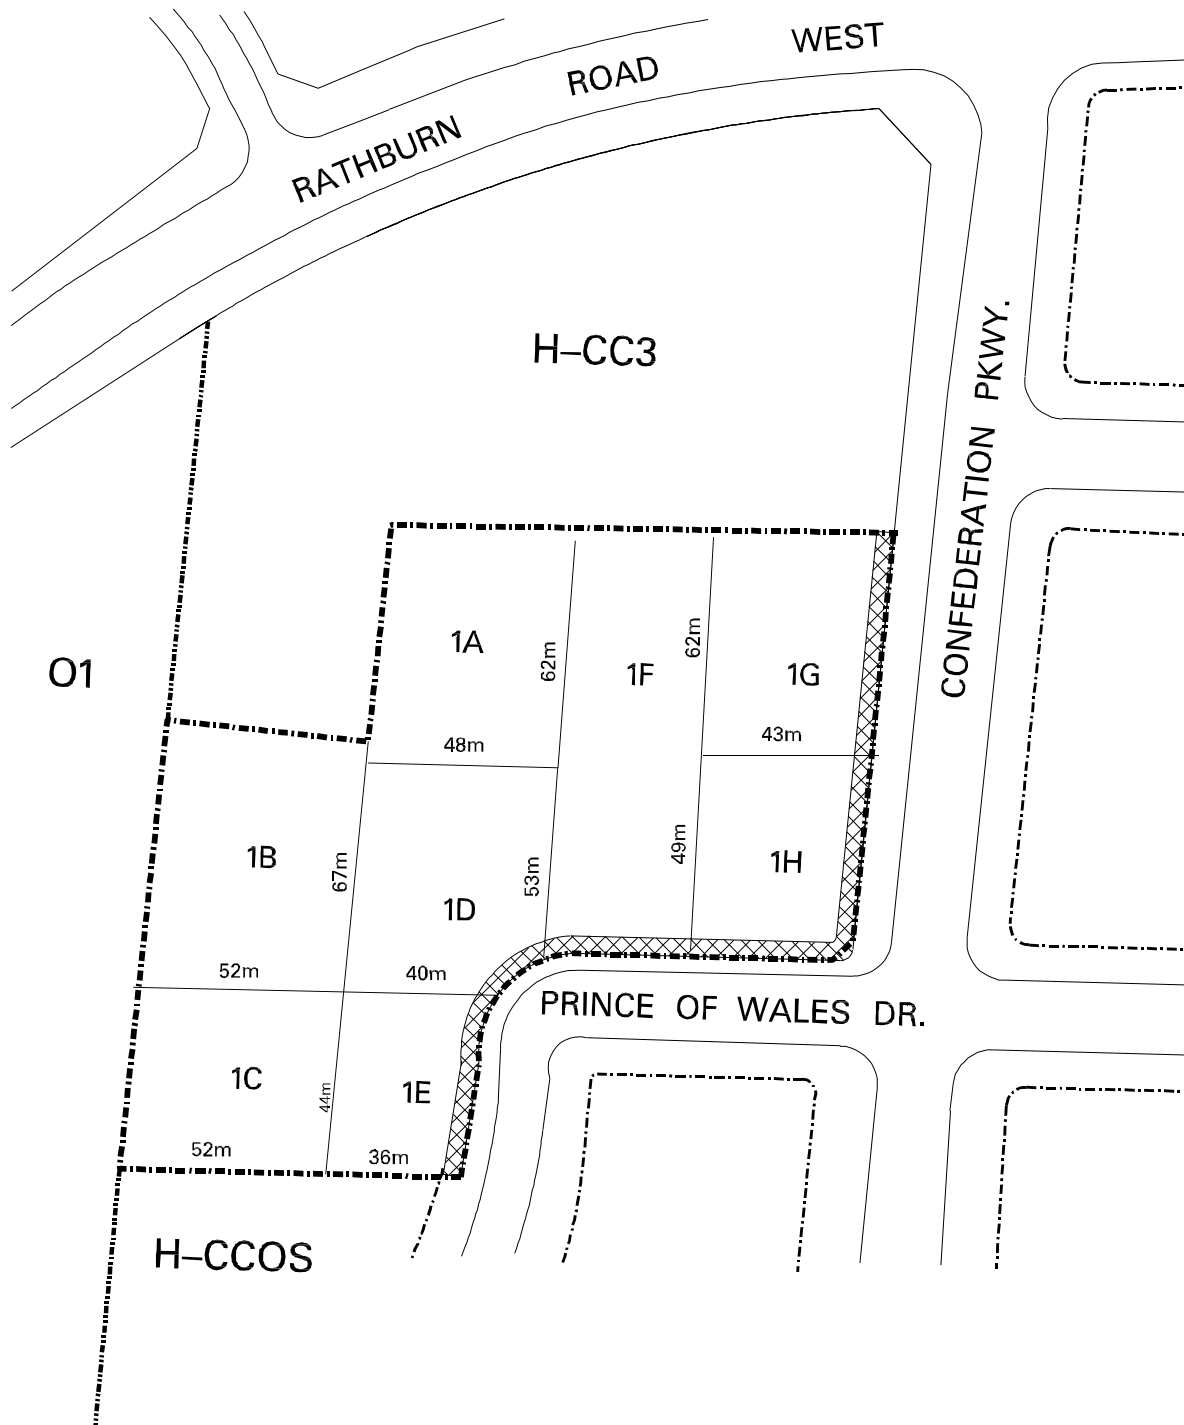 RATHBURN ROAD WEST
H–CC3
CONFEDERATION PKWY.
O1
1A
62m
1F
62m
1G
48m
43m
1B
67m
1D
53m
49m
1H
52m
40m
PRINCE OF WALES DR.
1C
44m
1E
52m
36m
H–CCOS